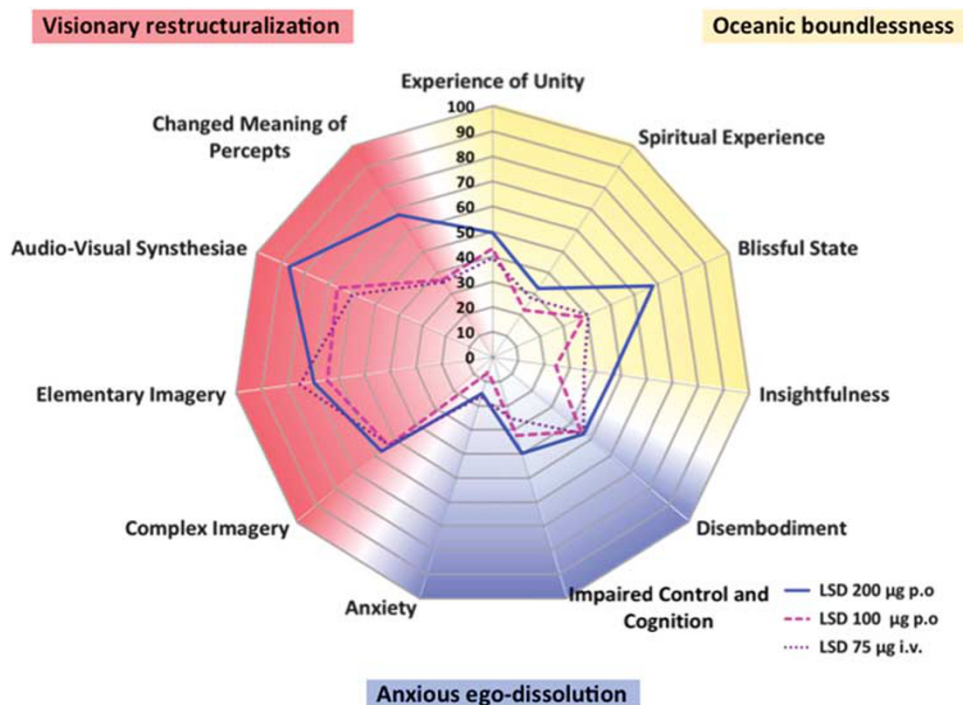 Visionary restructuralization
Oceanic boundlessness
Experience of Unity
Changed Meaning of
Percepts
Spiritual Experience
Audio-Visual Synsthesiae
Blissful State
Elementary Imagery
Insightfulness
Complex Imagery
Disembodiment
Anxiety
Impaired Control and
Cognition
100
90
80
70
60
50
40
30
20
10
0
LSD 200 µg p.o
LSD 100 µg p.o
LSD 75 µg i.v.
Anxious ego-dissolution